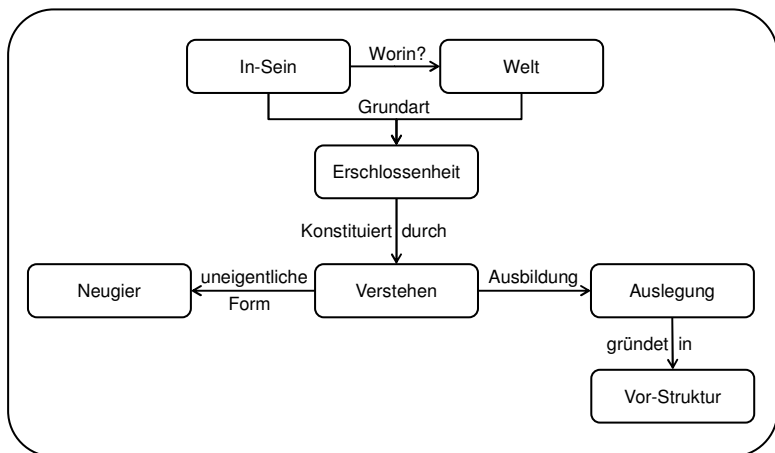 Worin?
In-Sein
Welt
Grundart
Erschlossenheit
Konstituiert durch
uneigentliche
Form
Neugier
Verstehen
Ausbildung
Auslegung
gründet in
Vor-Struktur